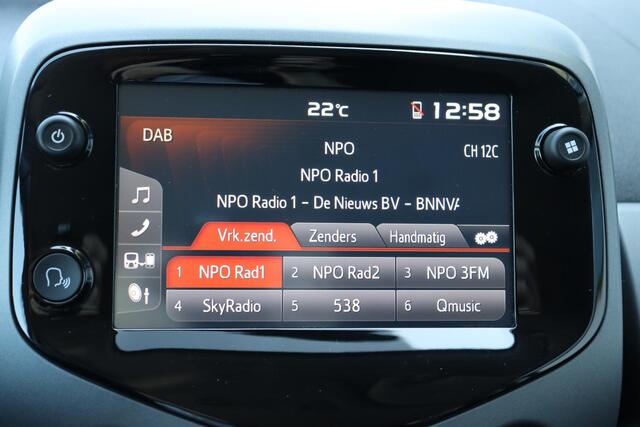 22°C 12:58
DAB
NPO CH 12C
NPO Radio 1
NPO Radio 1 - De Nieuws BV - BNNVA
Vrk.zend. Zenders Handmatig
1 NPO Rad1 2 NPO Rad2 3 NPO 3FM
4 SkyRadio 5 538 6 Qmusic